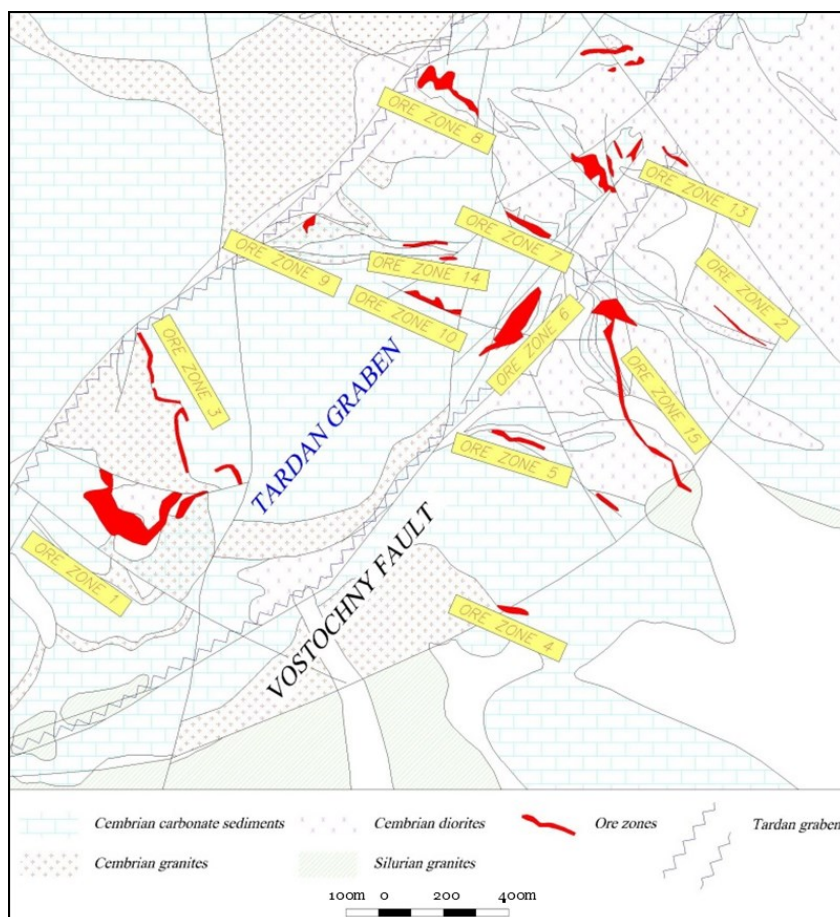 ORE ZONE 8
ORE ZONE 13
ORE ZONE 7
ORE ZONE 9
ORE ZONE 14
ORE ZONE 2
ORE ZONE 10
ORE ZONE 6
ORE ZONE 3
ORE ZONE 15
TARDAN GRABEN
ORE ZONE 5
ORE ZONE 1
VOSTOCHNY FAULT
ORE ZONE 4
Cembrian carbonate sediments
Cembrian diorites
Ore zones
Tardan graben
Cembrian granites
Silurian granites
100m 0 200 400m